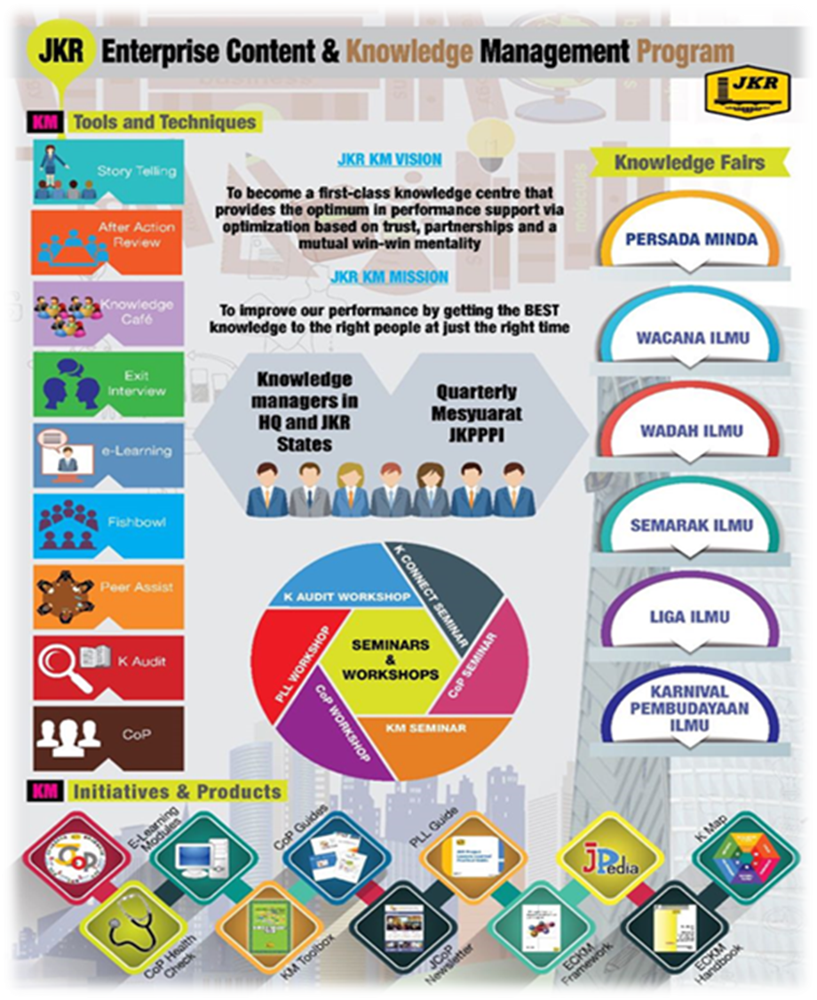 JKR Enterprise Content & Knowledge Management Program
JKR
KM Tools and Techniques
Story Telling
After Action
Review
Knowledge
Café
Exit
Interview
e-Learning
Fishbowl
Peer Assist
K Audit
CoP
JKR KM VISION
To become a first-class knowledge centre that
provides the optimum in performance support via
optimization based on trust, partnerships and a
mutual win-win mentality
JKR KM MISSION
To improve our performance by getting the BEST
knowledge to the right people at just the right time
Knowledge
managers in
HQ and JKR
States
Quarterly
Mesyuarat
JKPPPI
K AUDIT WORKSHOP
K CONNECT SEMINAR
CoP SEMINAR
KM SEMINAR
CoP WORKSHOP
PLL WORKSHOP
SEMINARS
&
WORKSHOPS
Knowledge Fairs
PERSADA MINDA
WACANA ILMU
WADAH ILMU
SEMARAK ILMU
LIGA ILMU
KARNIVAL
PEMBUDAYAAN
ILMU
KM Initiatives & Products
CoP
E-Learning
Modules
CoP Guides
PLL Guide
JPedia
K Map
CoP Health
Check
KM Toolbox
JCoP
Newsletter
ECKM
Framework
ECKM
Handbook
business
molecules